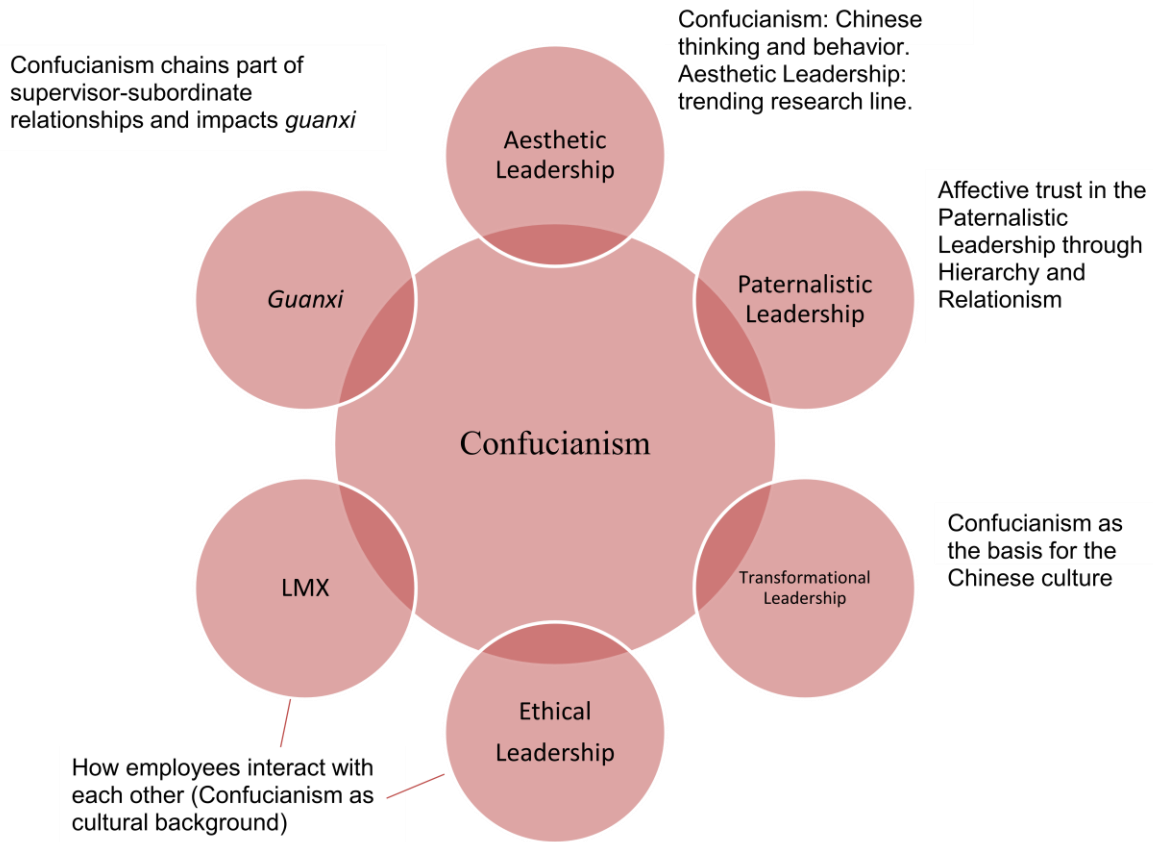 Confucianism: Chinese
thinking and behavior.
Aesthetic Leadership:
trending research line.
Confucianism chains part of
supervisor-subordinate
relationships and impacts guanxi
Aesthetic
Leadership
Affective trust in the
Paternalistic
Leadership through
Hierarchy and
Relationism
Guanxi
Paternalistic
Leadership
Confucianism
Confucianism as
the basis for the
Chinese culture
LMX
Transformational
Leadership
Ethical
Leadership
How employees interact with
each other (Confucianism as
cultural background)